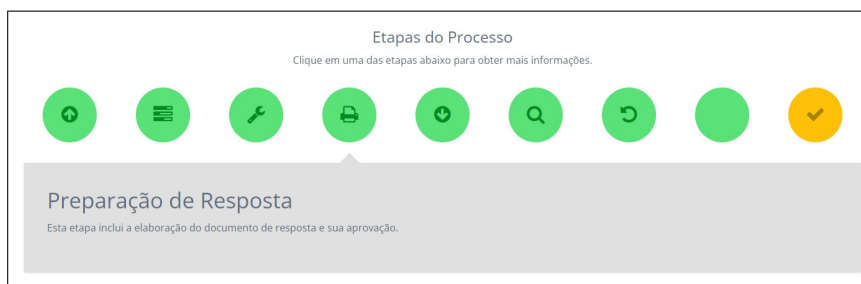 Etapas do Processo
Clique em uma das etapas abaixo para obter mais informações.
Preparação de Resposta
Esta etapa inclui a elaboração do documento de resposta e sua aprovação.